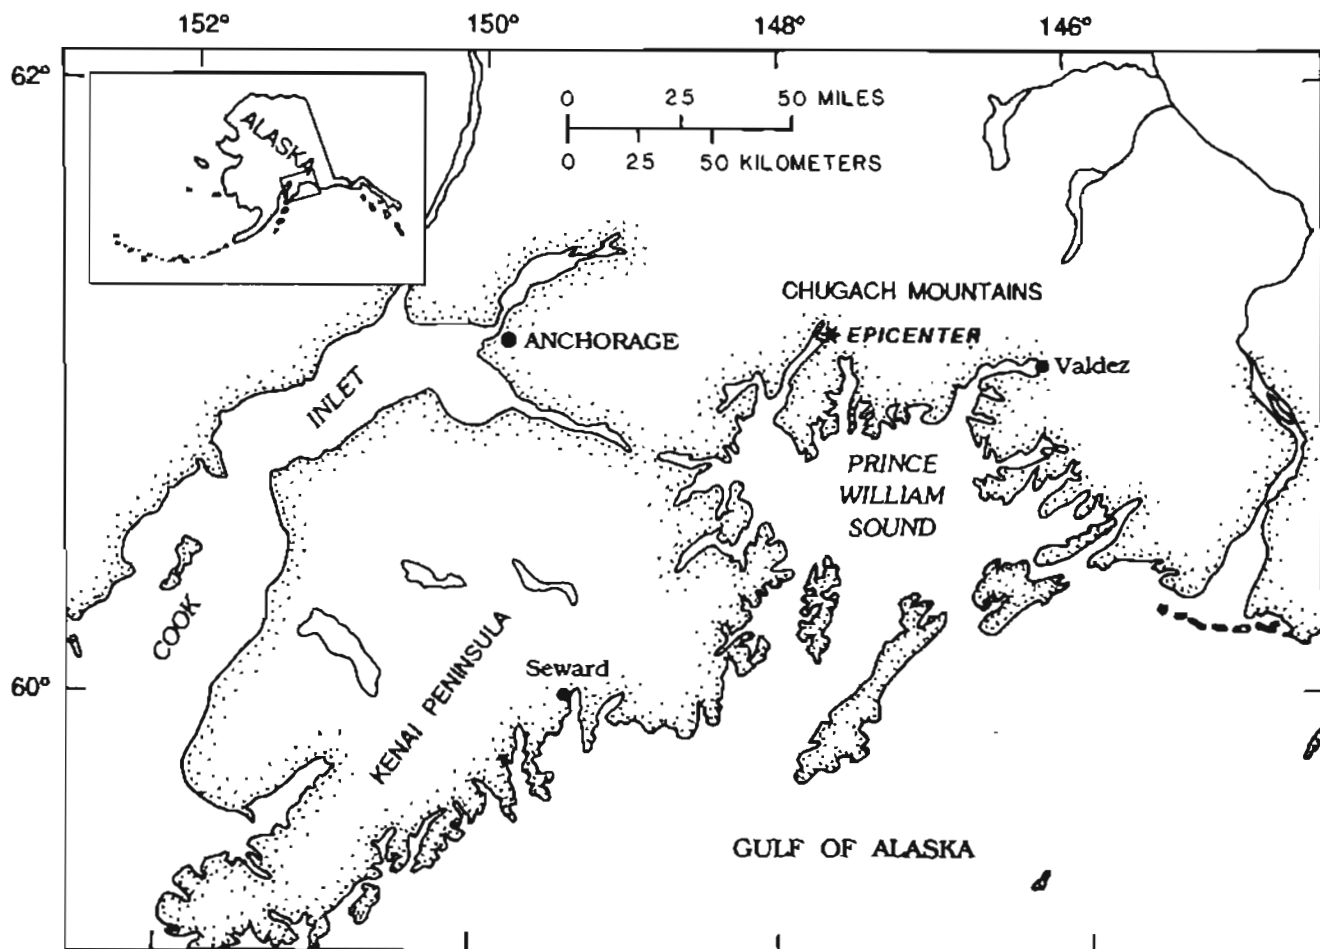 152° 150° 148° 146°
62°
ALASKA
0 25 50 MILES
0 25 50 KILOMETERS
CHUGACH MOUNTAINS
EPICENTER
ANCHORAGE
Valdez
INLET
PRINCE
WILLIAM
SOUND
COOK
KENAI PENINSULA
Seward
60°
GULF OF ALASKA